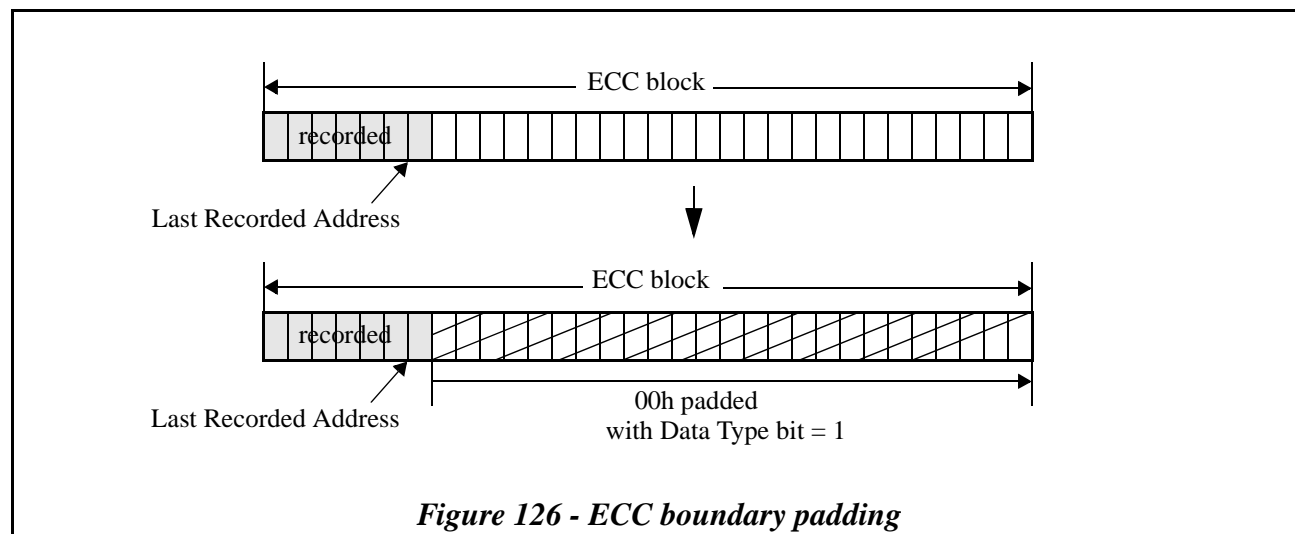 ECC block
recorded
Last Recorded Address
ECC block
recorded
Last Recorded Address
00h padded
with Data Type bit = 1
Figure 126 - ECC boundary padding